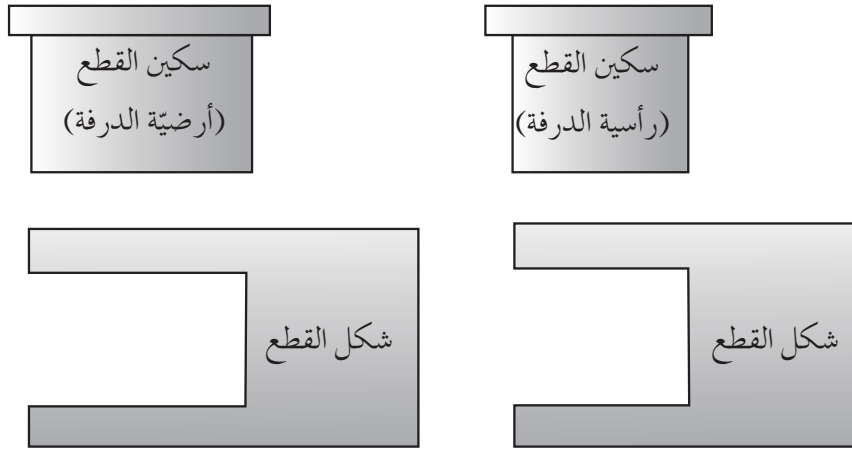 سكين القطع
(رأسية الدرفة)
سكين القطع
(أرضيّة الدرفة)
شكل القطع
شكل القطع